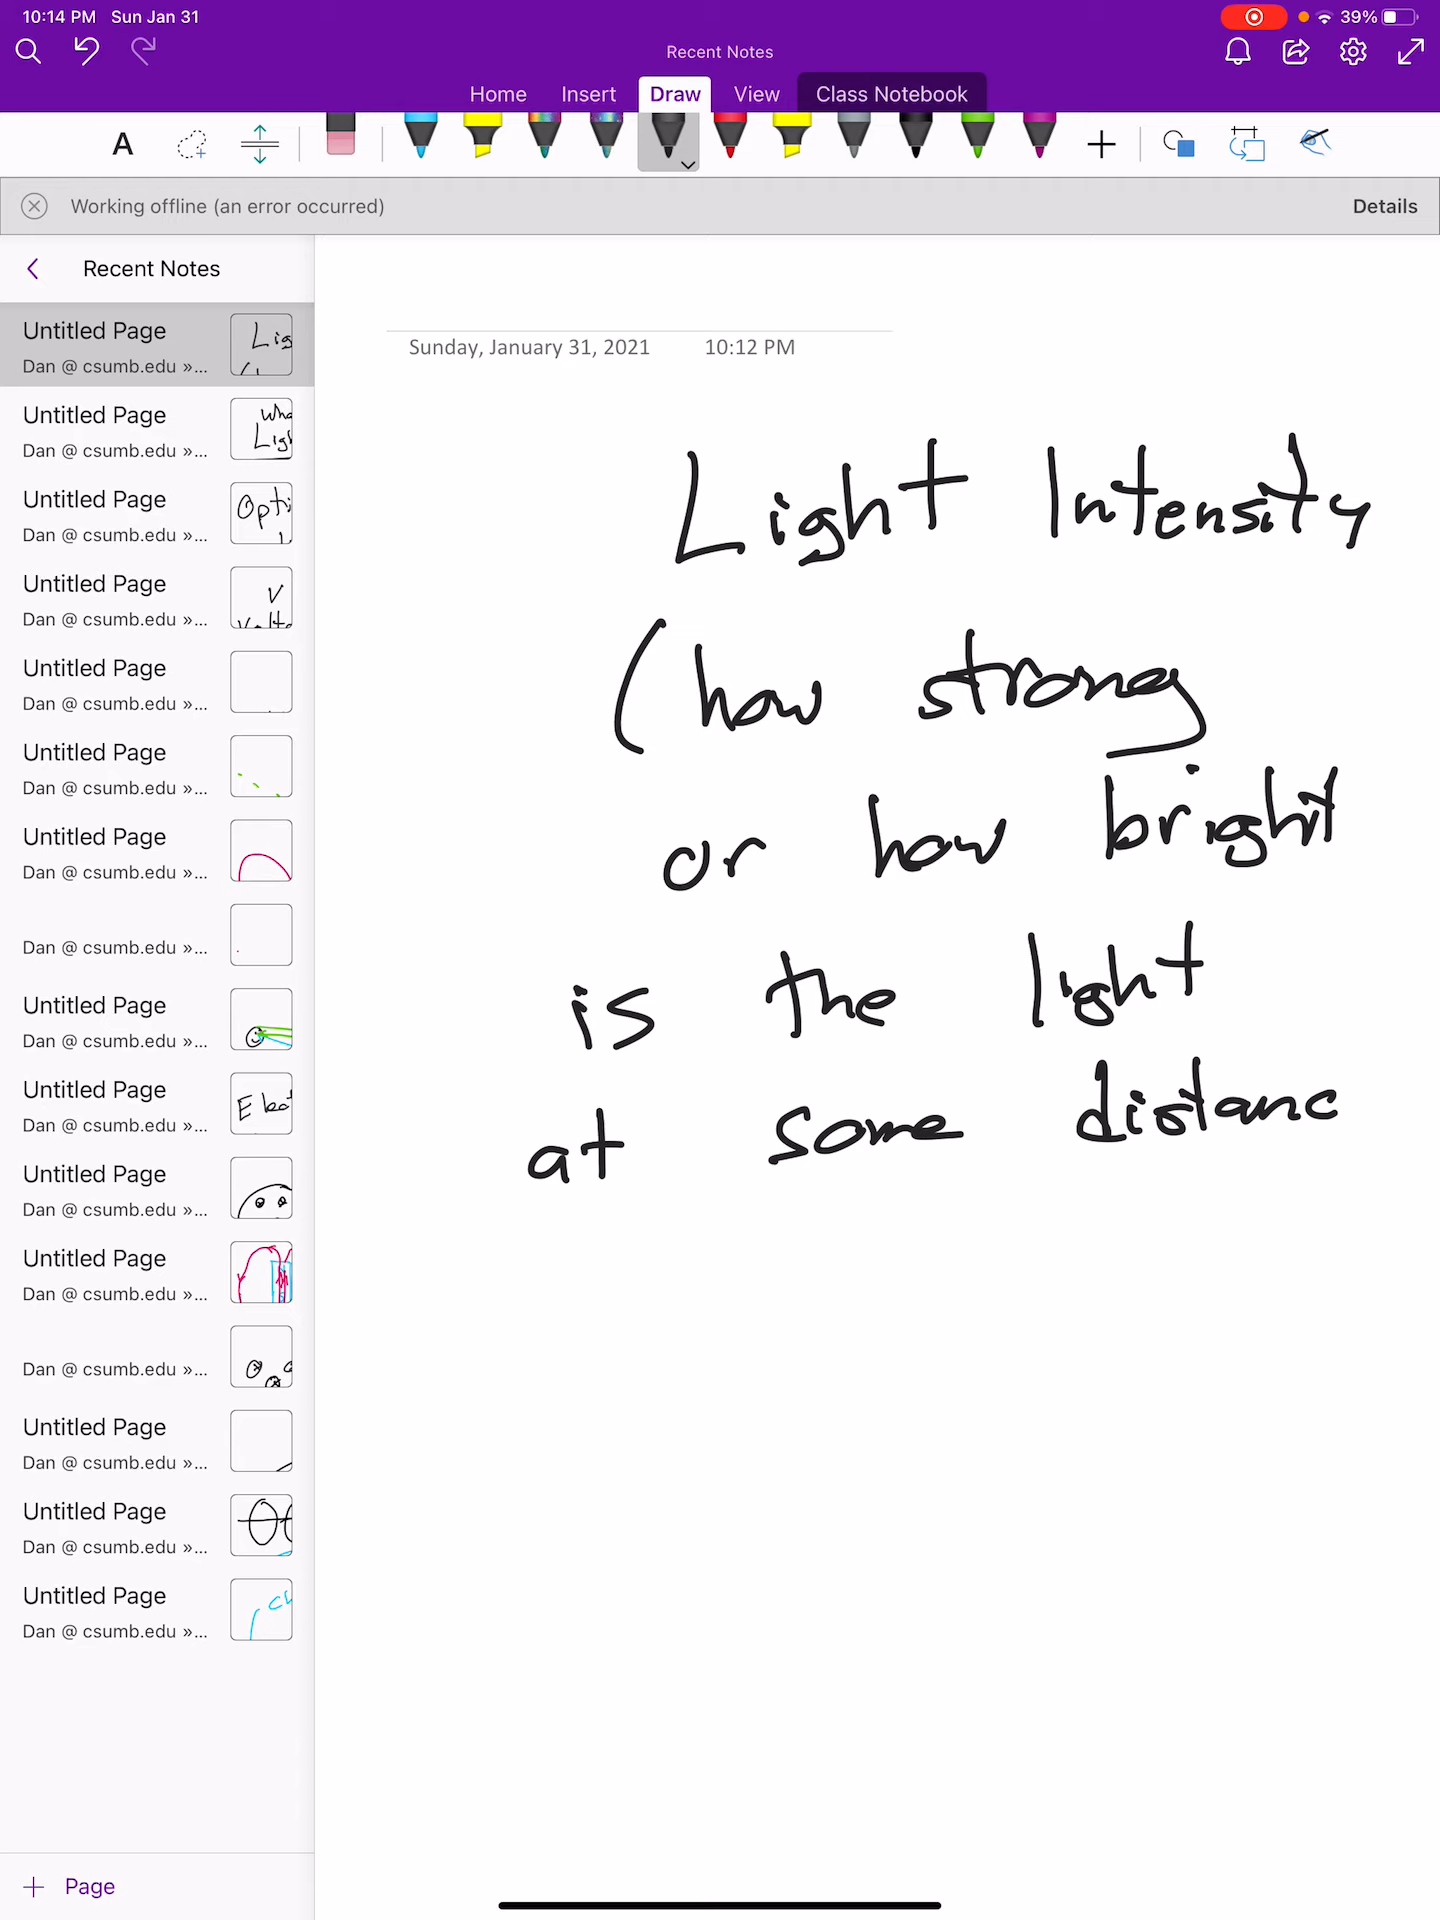 10:14 PM Sun Jan 31
39%
Recent Notes
Home Insert Draw View Class Notebook
A
Working offline (an error occurred) Details
Recent Notes
Untitled Page
Dan @ csumb.edu »...
Lig
Untitled Page
Dan @ csumb.edu »...
Wha
Ligh
Untitled Page
Dan @ csumb.edu »...
Opti
Untitled Page
Dan @ csumb.edu »...
V
Volta
Untitled Page
Dan @ csumb.edu »...
Untitled Page
Dan @ csumb.edu »...
Untitled Page
Dan @ csumb.edu »...
Dan @ csumb.edu »...
Untitled Page
Dan @ csumb.edu »...
Untitled Page
Dan @ csumb.edu »...
Elect
Untitled Page
Dan @ csumb.edu »...
Untitled Page
Dan @ csumb.edu »...
Dan @ csumb.edu »...
Untitled Page
Dan @ csumb.edu »...
Untitled Page
Dan @ csumb.edu »...
Untitled Page
Dan @ csumb.edu »...
Page
Sunday, January 31, 2021 10:12 PM
Light Intensity
(how strong
or how bright
is the light
at some distanc